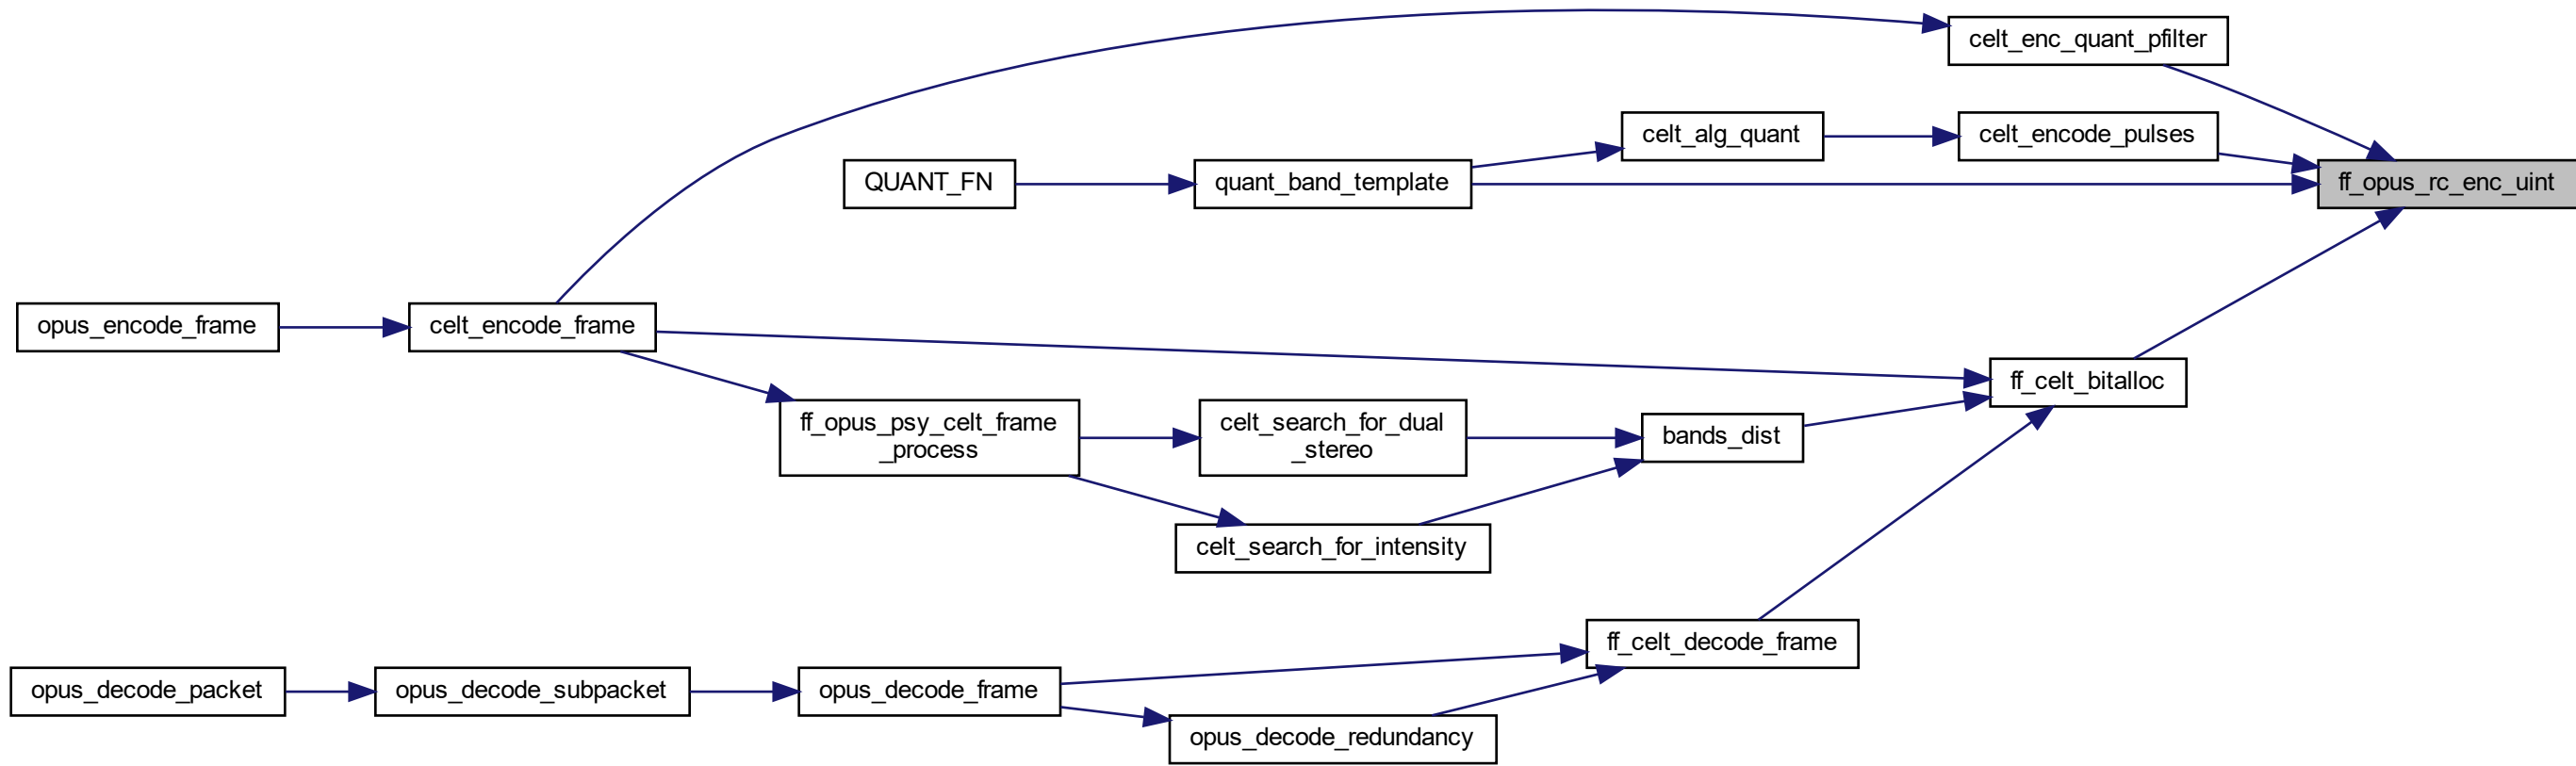 celt_enc_quant_pfilter
celt_alg_quant
celt_encode_pulses
QUANT_FN
quant_band_template
ff_opus_rc_enc_uint
opus_encode_frame
celt_encode_frame
ff_celt_bitalloc
ff_opus_psy_celt_frame
_process
celt_search_for_dual
_stereo
bands_dist
celt_search_for_intensity
ff_celt_decode_frame
opus_decode_packet
opus_decode_subpacket
opus_decode_frame
opus_decode_redundancy